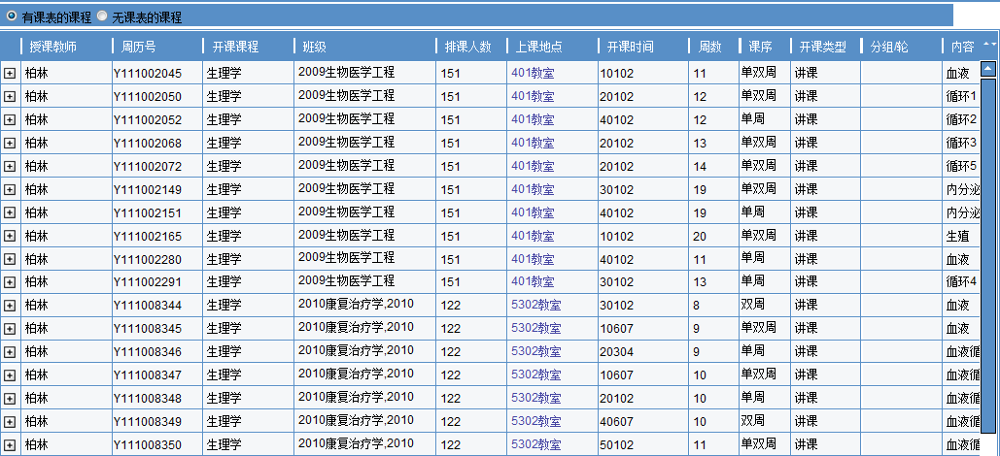 有课表的课程 无课表的课程
授课教师 周历号 开课课程 班级 排课人数 上课地点 开课时间 周数 课序 开课类型 分组/轮 内容
柏林 Y111002045 生理学 2009生物医学工程 151 401教室 10102 11 单双周 讲课 血液
柏林 Y111002050 生理学 2009生物医学工程 151 401教室 20102 12 单双周 讲课 循环1
柏林 Y111002052 生理学 2009生物医学工程 151 401教室 40102 12 单周 讲课 循环2
柏林 Y111002068 生理学 2009生物医学工程 151 401教室 20102 13 单双周 讲课 循环3
柏林 Y111002072 生理学 2009生物医学工程 151 401教室 20102 14 单双周 讲课 循环5
柏林 Y111002149 生理学 2009生物医学工程 151 401教室 30102 19 单双周 讲课 内分泌
柏林 Y111002151 生理学 2009生物医学工程 151 401教室 40102 19 单周 讲课 内分泌
柏林 Y111002165 生理学 2009生物医学工程 151 401教室 10102 20 单双周 讲课 生殖
柏林 Y111002280 生理学 2009生物医学工程 151 401教室 40102 11 单周 讲课 血液
柏林 Y111002291 生理学 2009生物医学工程 151 401教室 30102 13 单周 讲课 循环4
柏林 Y111008344 生理学 2010康复治疗学,2010 122 5302教室 30102 8 双周 讲课 血液
柏林 Y111008345 生理学 2010康复治疗学,2010 122 5302教室 10607 9 单双周 讲课 血液
柏林 Y111008346 生理学 2010康复治疗学,2010 122 5302教室 20304 9 单周 讲课 血液循
柏林 Y111008347 生理学 2010康复治疗学,2010 122 5302教室 10607 10 单双周 讲课 血液循
柏林 Y111008348 生理学 2010康复治疗学,2010 122 5302教室 20102 10 单周 讲课 血液循
柏林 Y111008349 生理学 2010康复治疗学,2010 122 5302教室 40607 10 双周 讲课 血液循
柏林 Y111008350 生理学 2010康复治疗学,2010 122 5302教室 50102 11 单双周 讲课 血液循